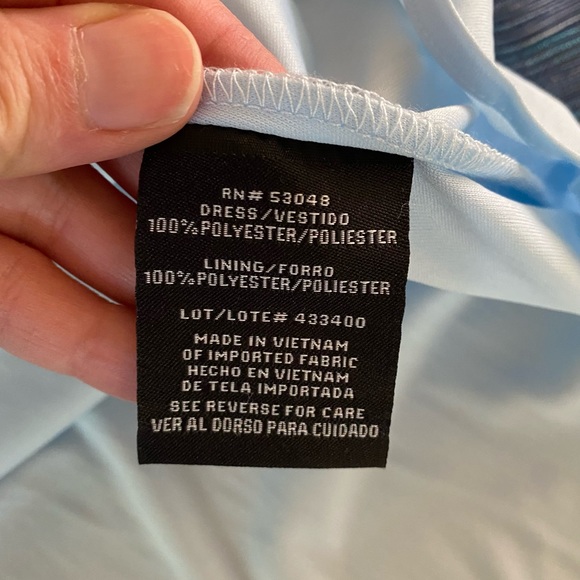 RN# 53048
DRESS/VESTIDO
100%POLYESTER/POLIESTER
LINING/FORRO
100%POLYESTER/POLIESTER
LOT/LOTE# 433400
MADE IN VIETNAM
OF IMPORTED FABRIC
HECHO EN VIETNAM
DE TELA IMPORTADA
SEE REVERSE FOR CARE
VER AL DORSO PARA CUIDADO